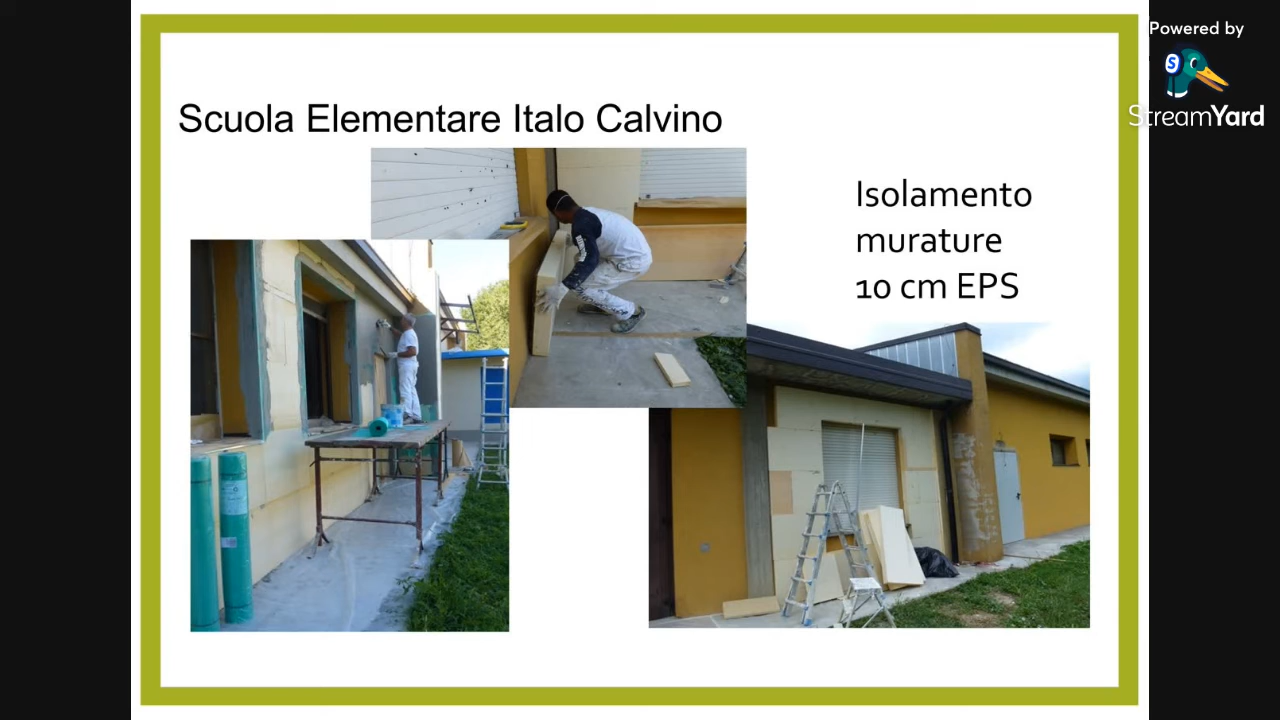 Powered by
S
StreamYard
Scuola Elementare Italo Calvino
Isolamento
murature
10 cm EPS